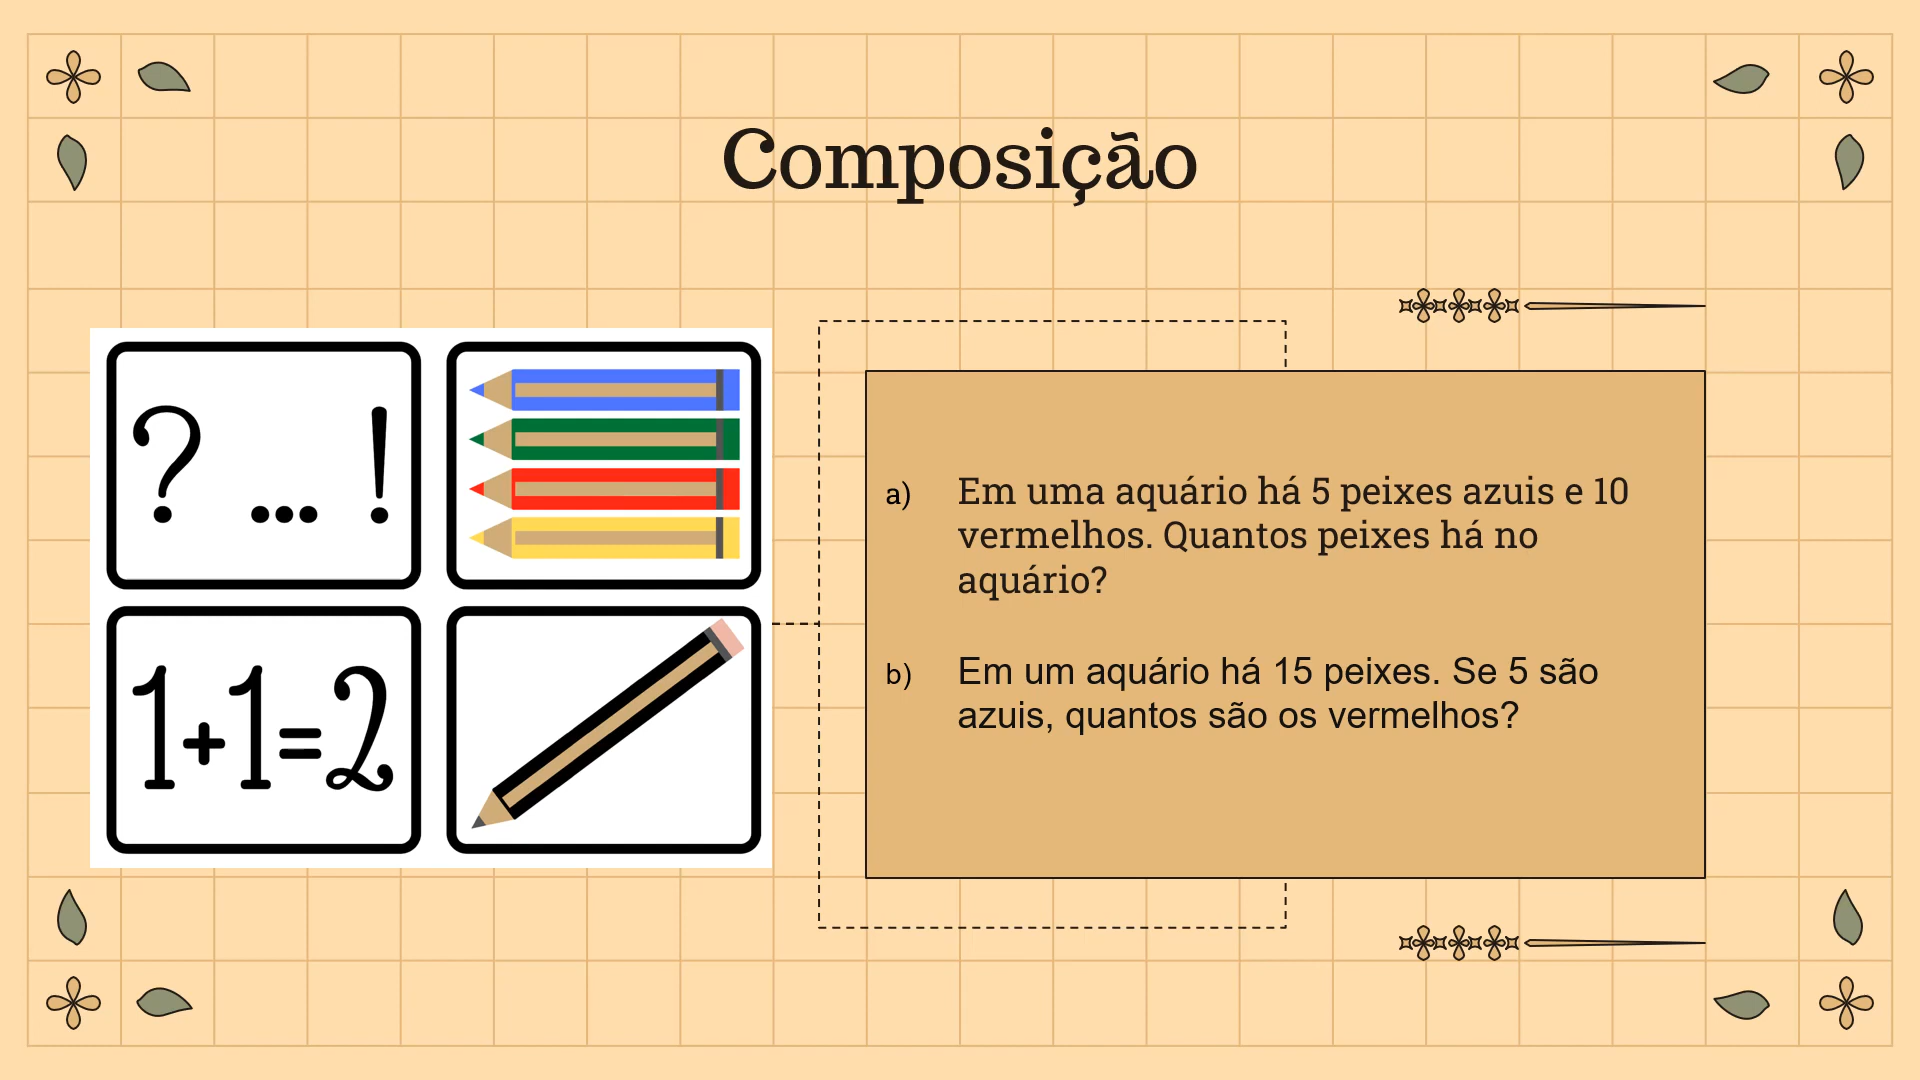 Composição
? ... !
1+1=2
a) Em uma aquário há 5 peixes azuis e 10
vermelhos. Quantos peixes há no
aquário?
b) Em um aquário há 15 peixes. Se 5 são
azuis, quantos são os vermelhos?